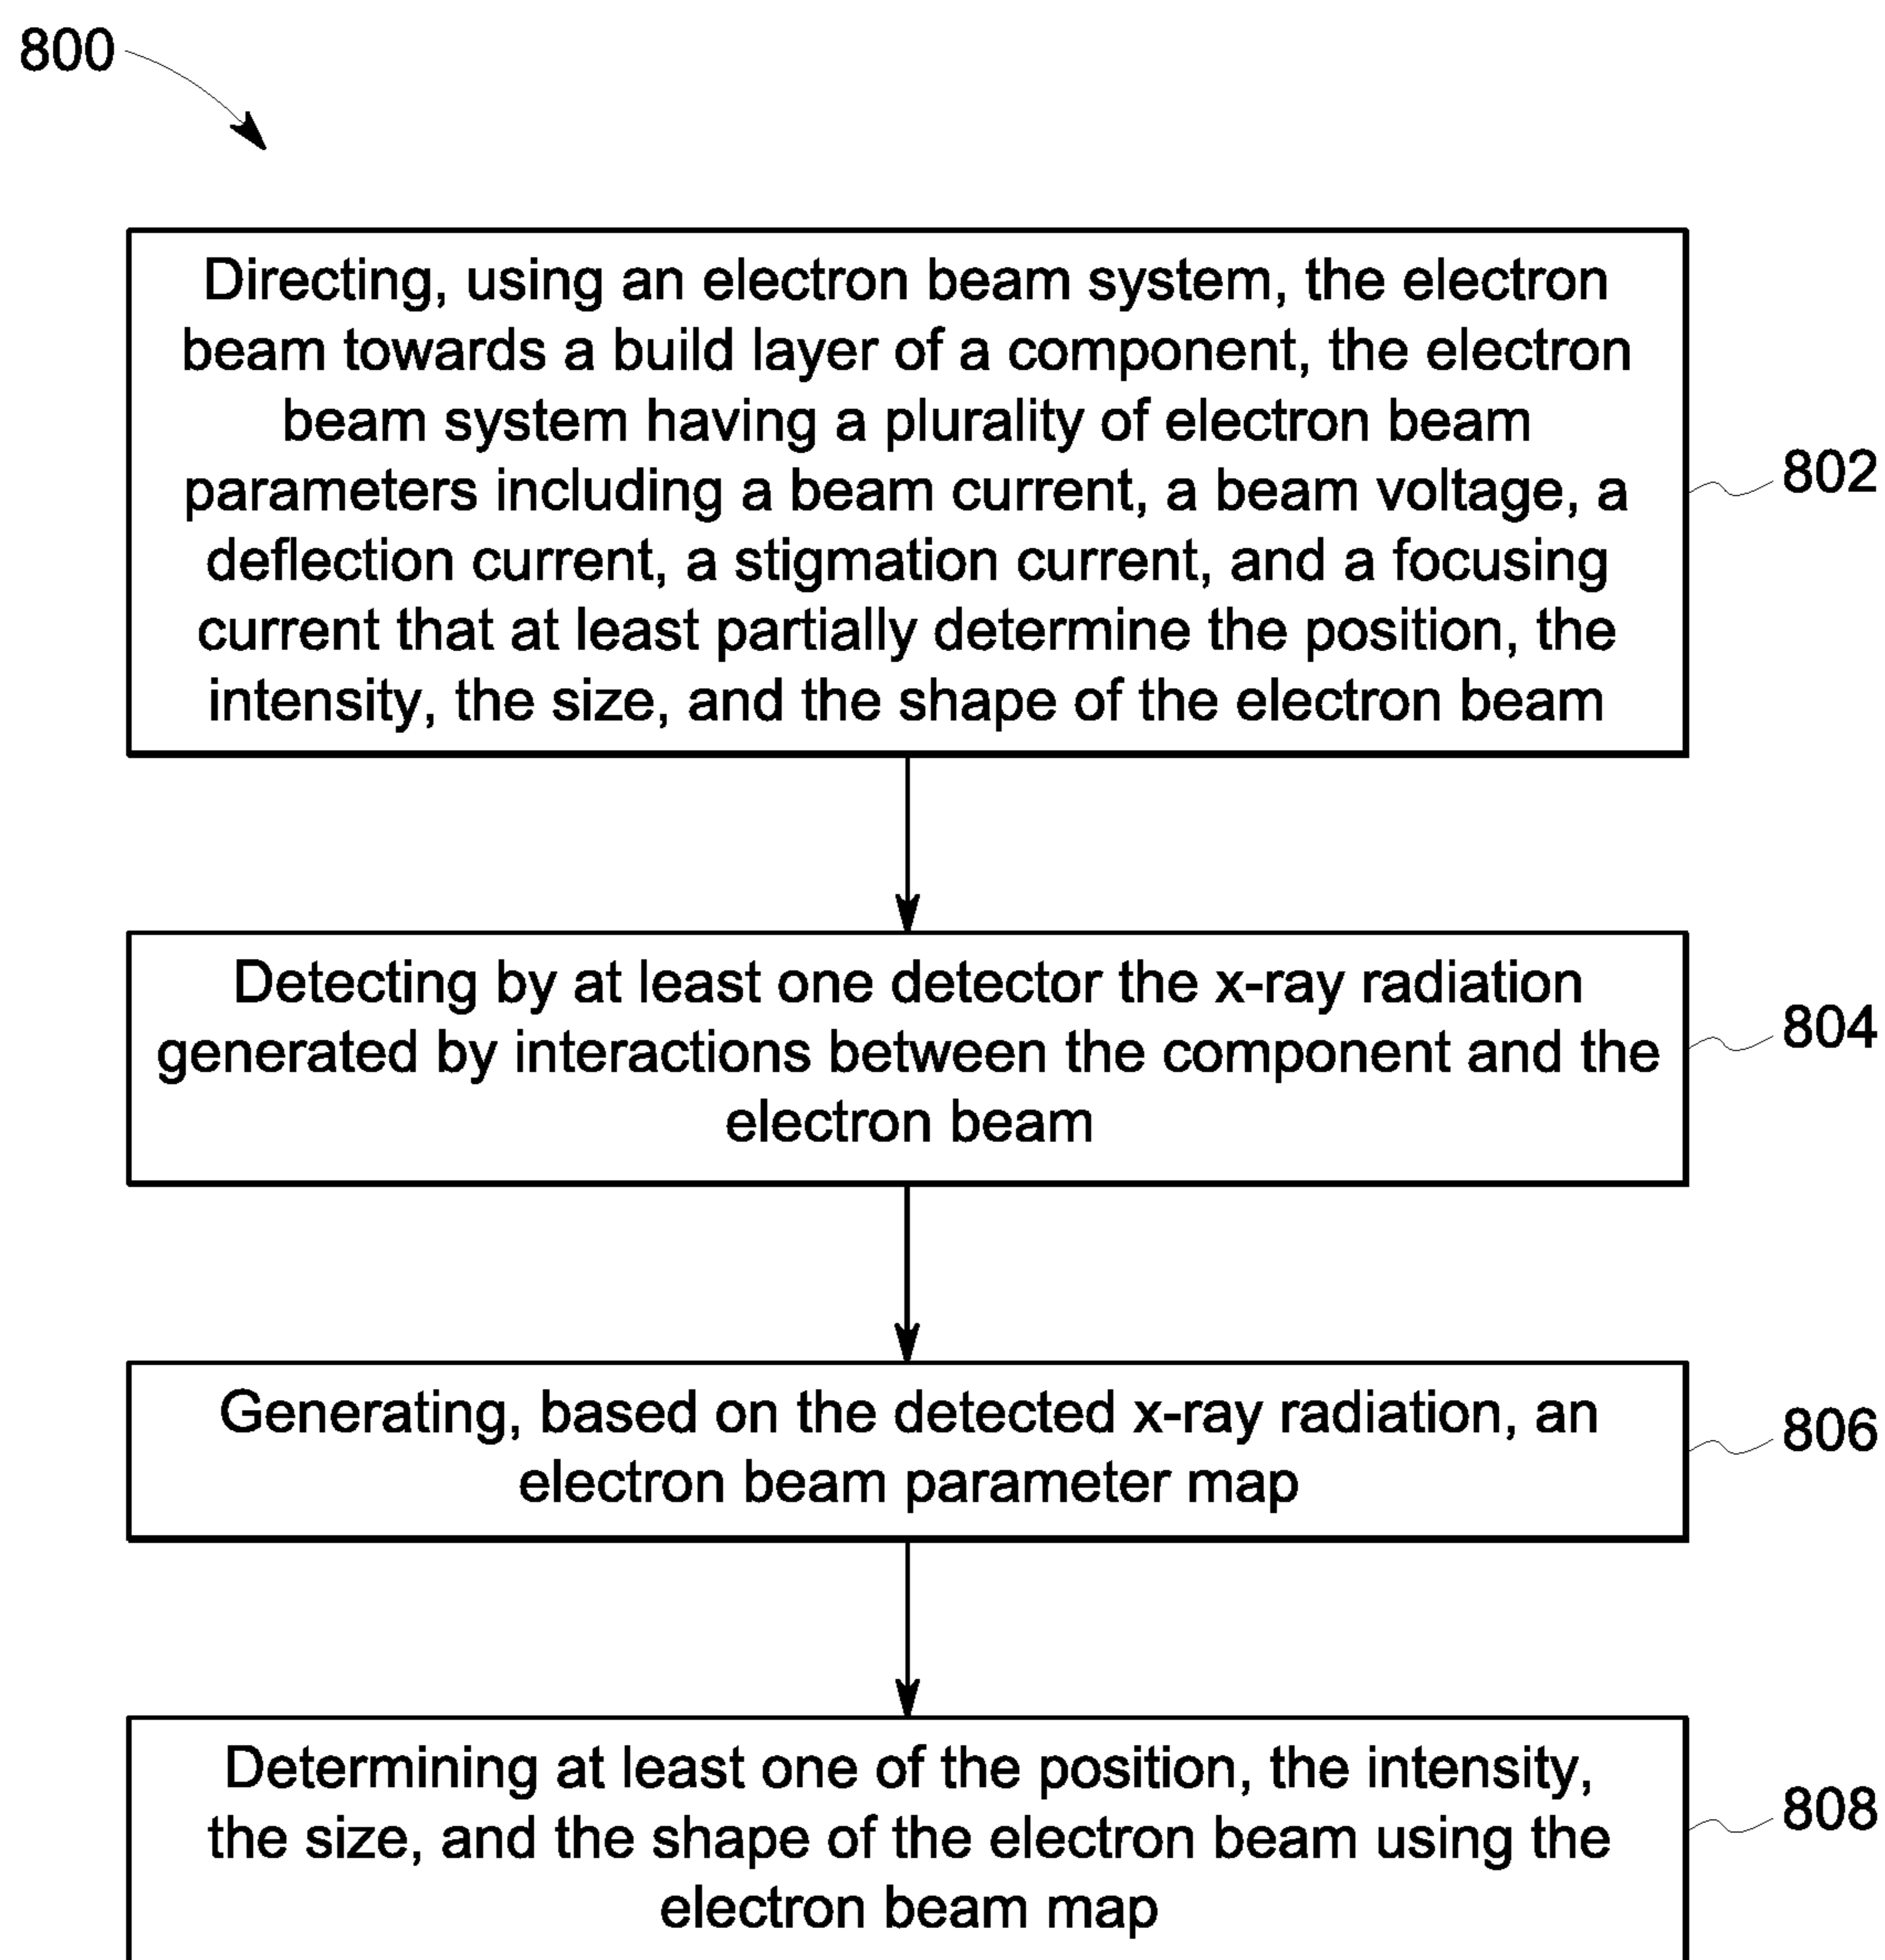 800
Directing, using an electron beam system, the electron
beam towards a build layer of a component, the electron
beam system having a plurality of electron beam
parameters including a beam current, a beam voltage, a
deflection current, a stigmation current, and a focusing
current that at least partially determine the position, the
intensity, the size, and the shape of the electron beam
802
Detecting by at least one detector the x-ray radiation
generated by interactions between the component and the
electron beam
804
Generating, based on the detected x-ray radiation, an
electron beam parameter map
806
Determining at least one of the position, the intensity,
the size, and the shape of the electron beam using the
electron beam map
808